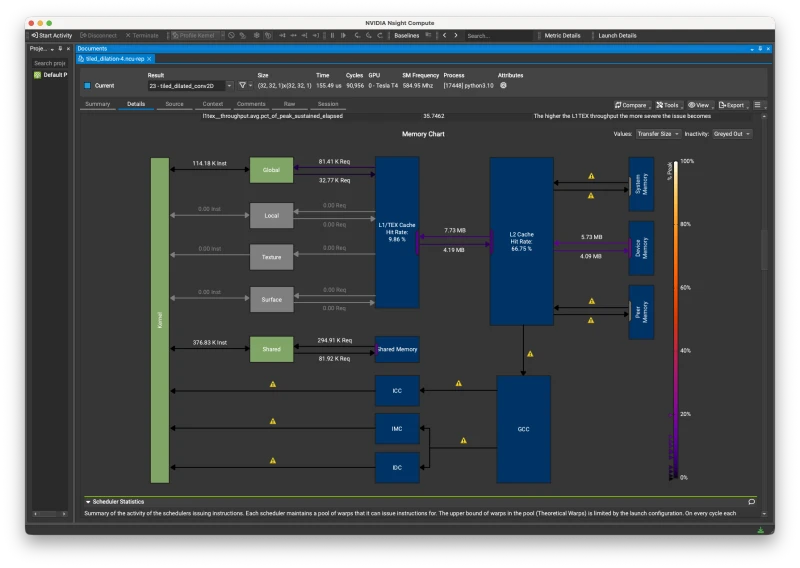 NVIDIA Nsight Compute
Start Activity Disconnect Terminate Profile Kernel Baselines Search... Metric Details Launch Details
Proje... Documents
tiled_dilation-4.ncu-rep
Search proj
Default P
Result Size Time Cycles GPU SM Frequency Process Attributes
Current 23 - tiled_dilated_conv2D (32, 32, 1)x(32, 32, 1) 155.49 us 90,956 0 - Tesla T4 584.95 Mhz [17448] python3.10
Summary Details Source Context Comments Raw Session Compare Tools View Export
l1tex__throughput.avg.pct_of_peak_sustained_elapsed 35.7462 The higher the L1TEX throughput the more severe the issue becomes
Memory Chart Values: Transfer Size Inactivity: Greyed Out
Kernel
114.18 K Inst
Global
81.41 K Req
32.77 K Req
0.00 Inst
Local
0.00 Req
0.00 Req
0.00 Inst
Texture
0.00 Req
0.00 Inst
Surface
0.00 Req
0.00 Req
L1/TEX Cache
Hit Rate:
9.86 %
7.73 MB
4.19 MB
L2 Cache
Hit Rate:
66.75 %
5.73 MB
4.09 MB
System
Memory
Device
Memory
Peer
Memory
376.83 K Inst
Shared
294.91 K Req
81.92 K Req
Shared Memory
ICC
IMC
IDC
GCC
% Peak
100%
80%
60%
40%
20%
0%
Scheduler Statistics
Summary of the activity of the schedulers issuing instructions. Each scheduler maintains a pool of warps that it can issue instructions for. The upper bound of warps in the pool (Theoretical Warps) is limited by the launch configuration. On every cycle each